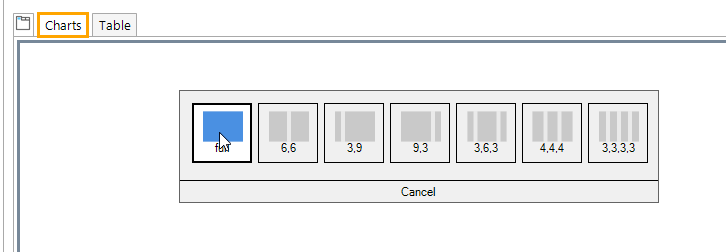 Charts Table
full 6,6 3,9 9,3 3,6,3 4,4,4 3,3,3,3
Cancel